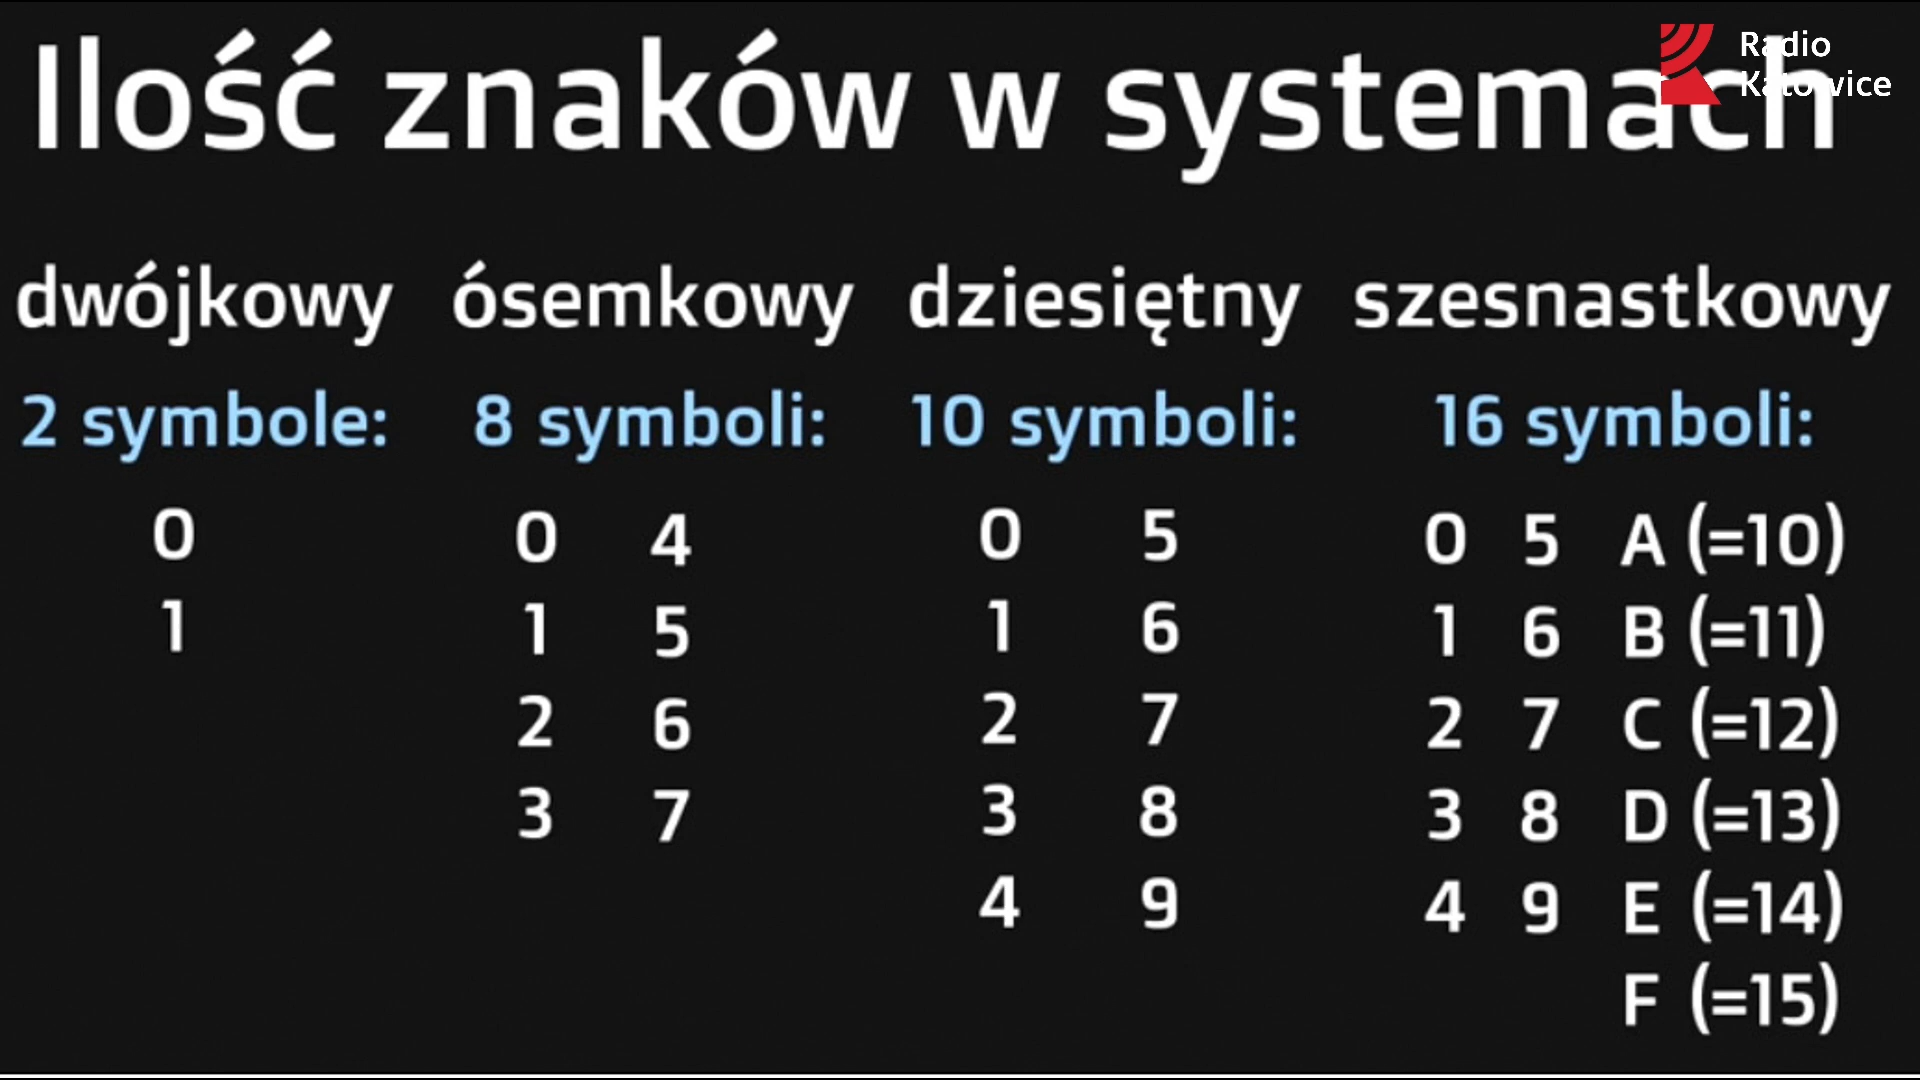 Ilość znaków w systemach
Radio
Katowice
dwójkowy ósemkowy dziesiętny szesnastkowy
2 symbole: 8 symboli: 10 symboli: 16 symboli:
0 0 4 0 5 0 5 A (=10)
1 1 5 1 6 1 6 B (=11)
2 6 2 7 2 7 C (=12)
3 7 3 8 3 8 D (=13)
4 9 4 9 E (=14)
F (=15)